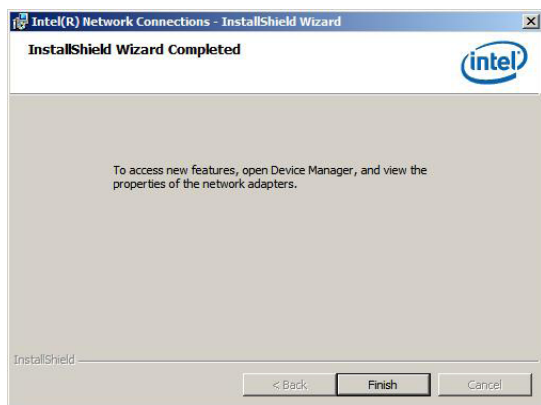 Intel(R) Network Connections - InstallShield Wizard
InstallShield Wizard Completed
intel
To access new features, open Device Manager, and view the
properties of the network adapters.
InstallShield
< Back
Finish
Cancel